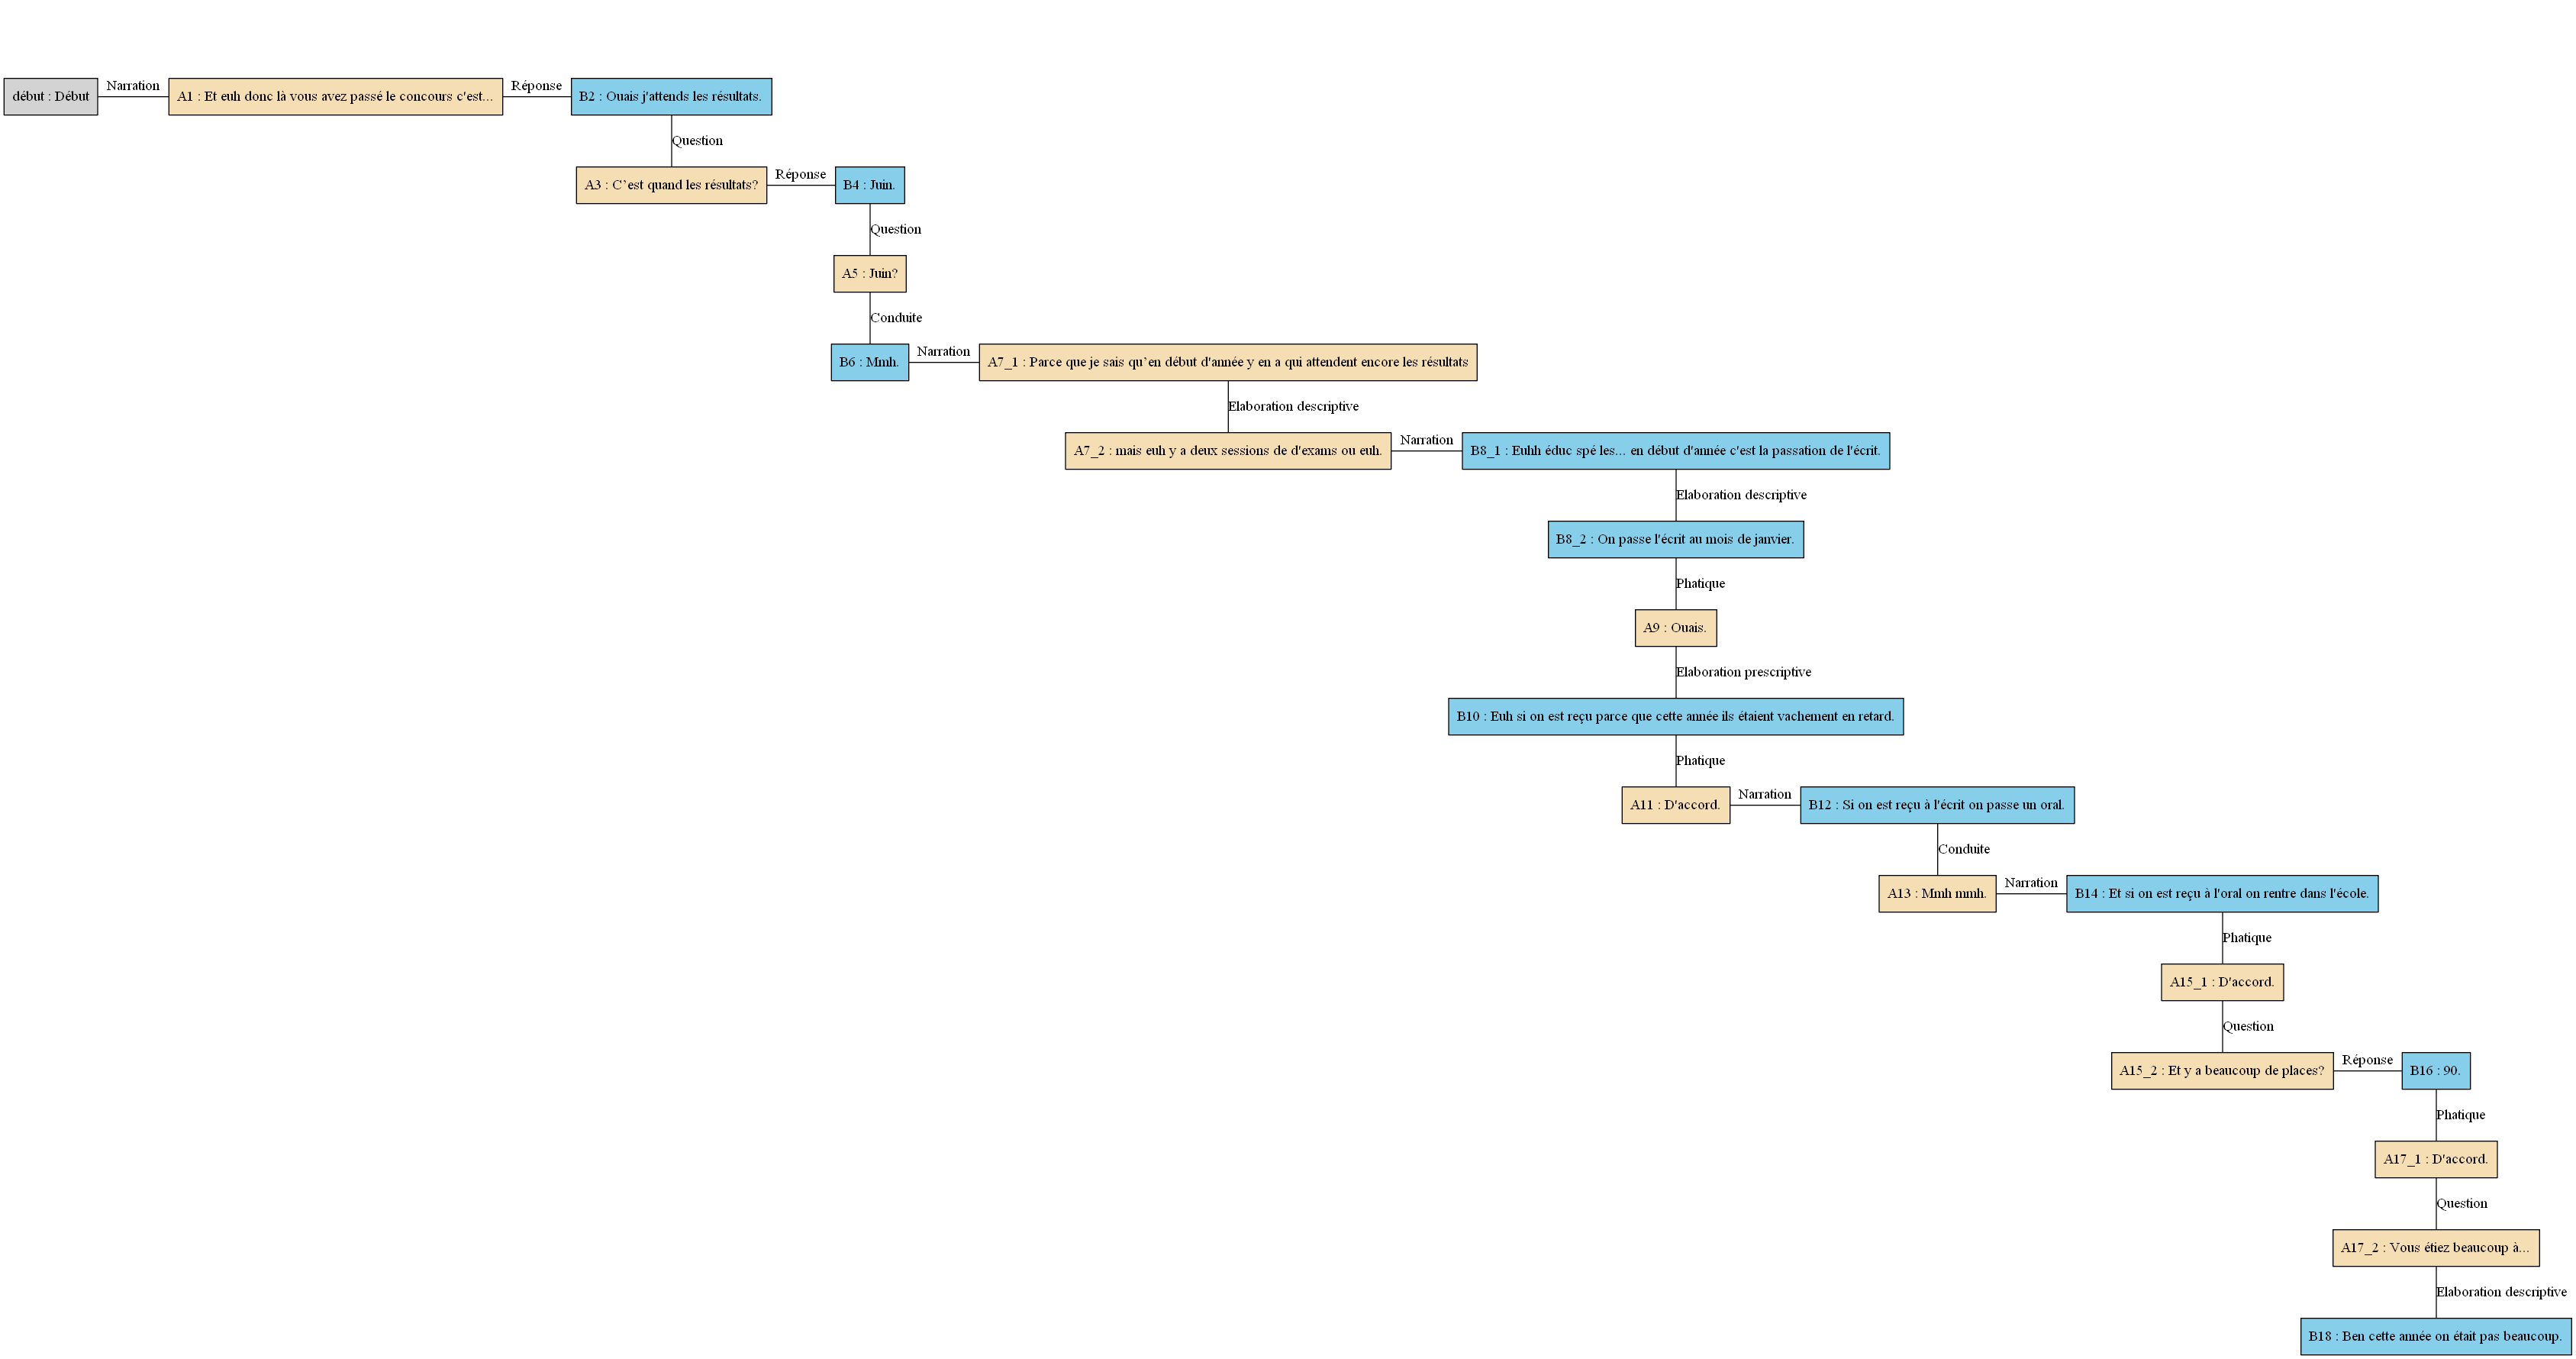 début : Début
Narration
A1 : Et euh donc là vous avez passé le concours c'est...
Réponse
B2 : Ouais j'attends les résultats.
Question
A3 : C’est quand les résultats?
Réponse
B4 : Juin.
Question
A5 : Juin?
Conduite
B6 : Mmh.
Narration
A7_1 : Parce que je sais qu’en début d'année y en a qui attendent encore les résultats
Elaboration descriptive
A7_2 : mais euh y a deux sessions de d'exams ou euh.
Narration
B8_1 : Euhh éduc spé les... en début d'année c'est la passation de l'écrit.
Elaboration descriptive
B8_2 : On passe l'écrit au mois de janvier.
Phatique
A9 : Ouais.
Elaboration prescriptive
B10 : Euh si on est reçu parce que cette année ils étaient vachement en retard.
Phatique
A11 : D'accord.
Narration
B12 : Si on est reçu à l'écrit on passe un oral.
Conduite
A13 : Mmh mmh.
Narration
B14 : Et si on est reçu à l'oral on rentre dans l'école.
Phatique
A15_1 : D'accord.
Question
A15_2 : Et y a beaucoup de places?
Réponse
B16 : 90.
Phatique
A17_1 : D'accord.
Question
A17_2 : Vous étiez beaucoup à...
Elaboration descriptive
B18 : Ben cette année on était pas beaucoup.